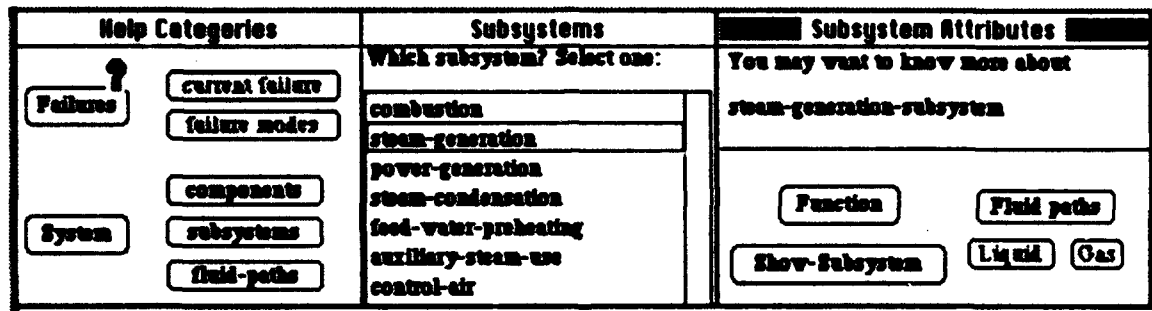 Help Categories
Failures
current failure
failure modes
System
components
subsystems
fluid-paths
Subsystems
Which subsystem? Select one:
combustion
steam-generation
power-generation
steam-condensation
feed-water-preheating
auxiliary-steam-use
control-air
Subsystem Attributes
You may want to know more about
steam-generation-subsystem
Function
Fluid paths
Show-Subsystem
Liquid
Gas